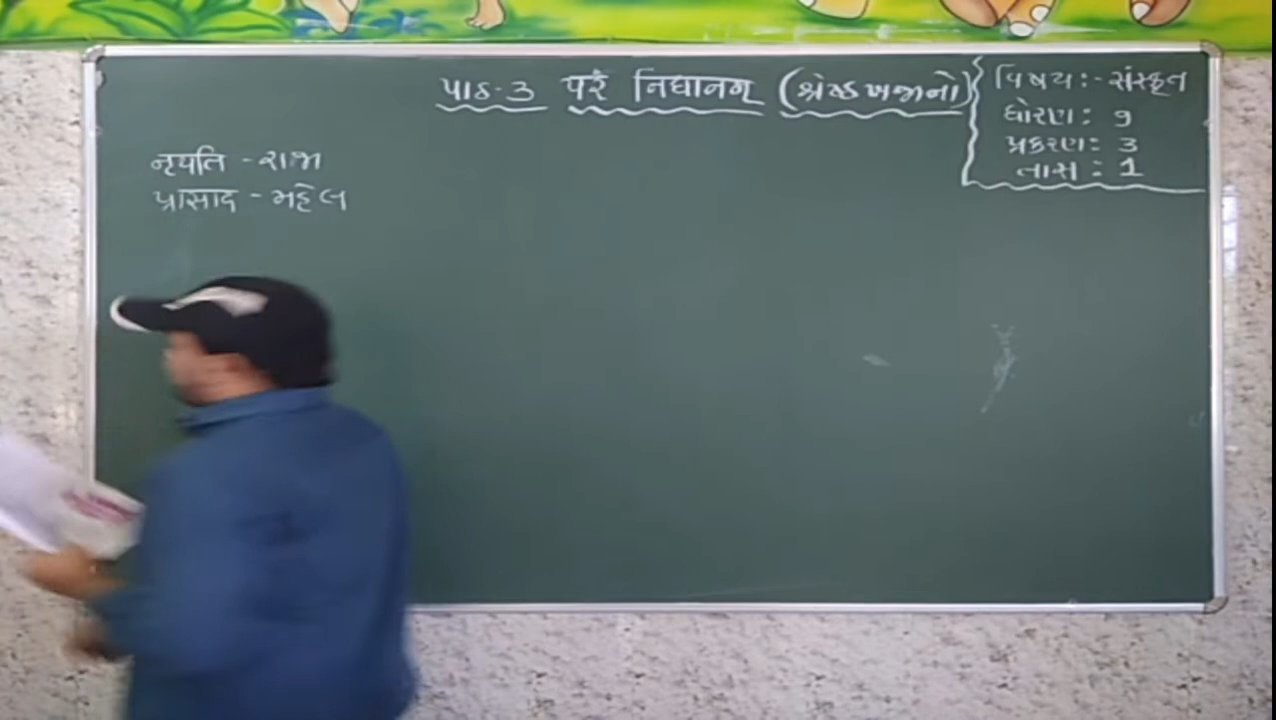 પાઠ-3 परं निधानम् (શ્રેષ્ઠ ખજાનો)
વિષય:- સંસ્કૃત
ધોરણ: 9
પ્રકરણ: 3
તાસ: 1
नृपति - રાજા
प्रासाद - મહેલ